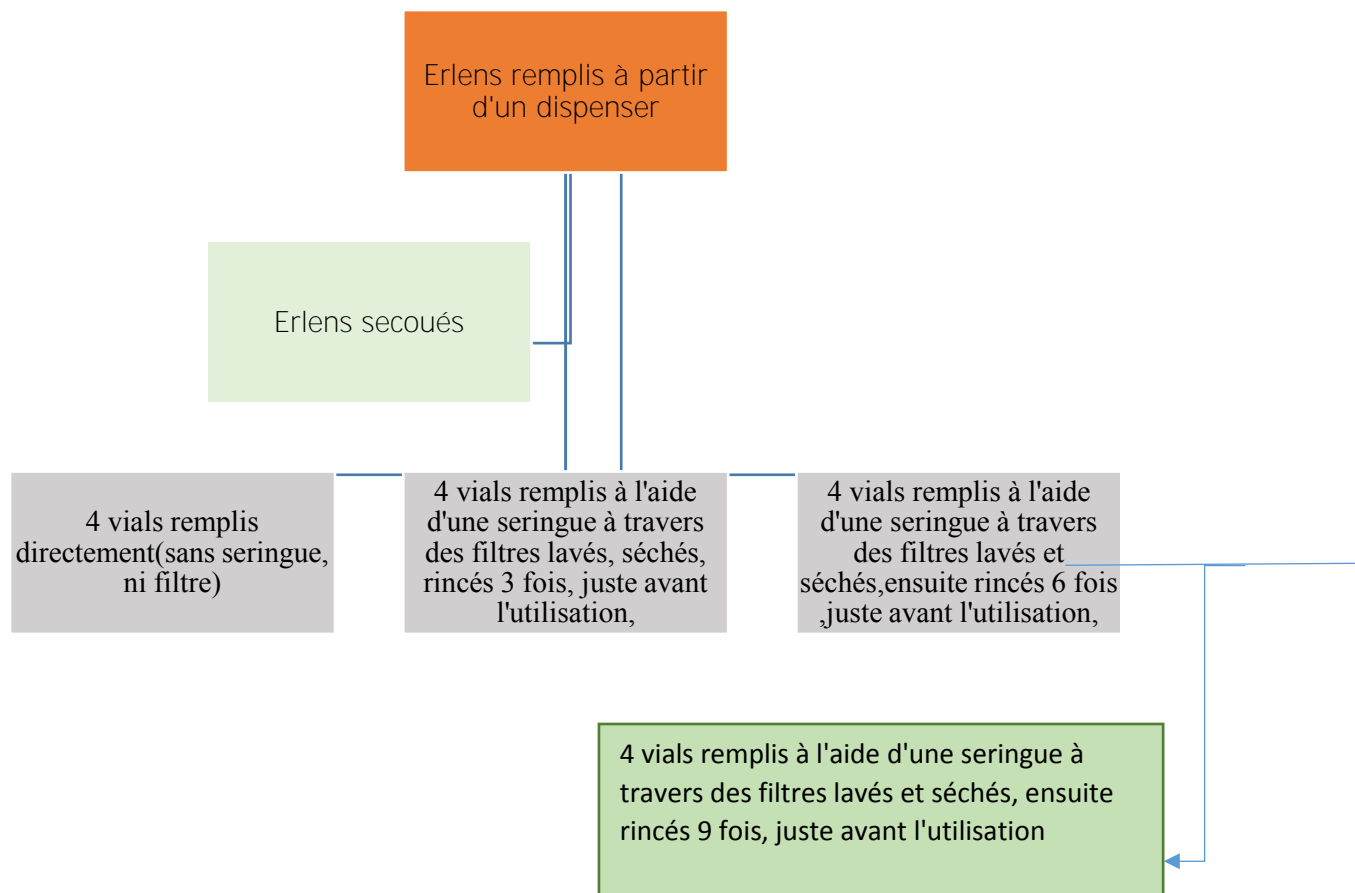 Erlens remplis à partir
d'un dispenser
Erlens secoués
4 vials remplis
directement(sans seringue,
ni filtre)
4 vials remplis à l'aide
d'une seringue à travers
des filtres lavés, séchés,
rincés 3 fois, juste avant
l'utilisation,
4 vials remplis à l'aide
d'une seringue à travers
des filtres lavés et
séchés,ensuite rincés 6 fois
,juste avant l'utilisation,
4 vials remplis à l'aide d'une seringue à
travers des filtres lavés et séchés, ensuite
rincés 9 fois, juste avant l'utilisation